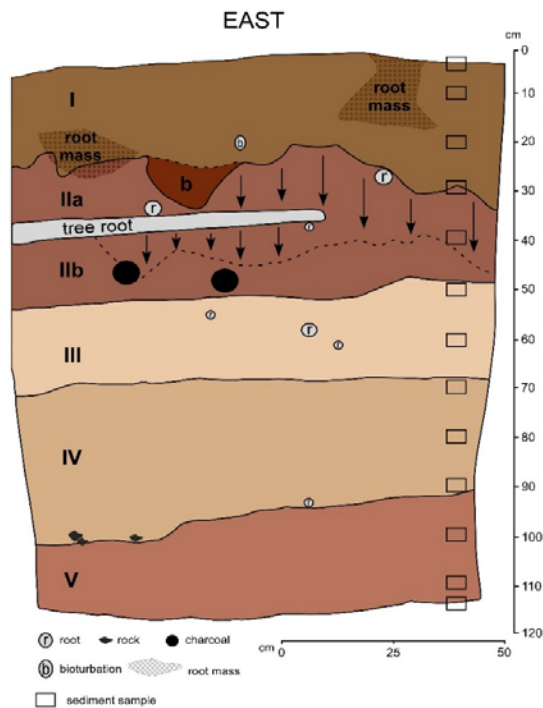 EAST
cm
0
I
root
mass
10
root
mass
b
20
b
r
IIa
r
30
tree root
r
40
IIb
50
r
r
r
III
60
70
IV
80
90
r
100
V
110
120
r root rock charcoal
cm
0 25 50
b bioturbation root mass
sediment sample